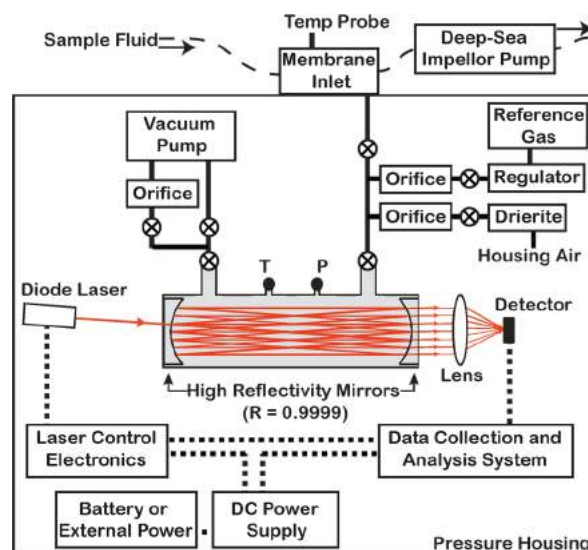 Temp Probe
Sample Fluid
Membrane
Inlet
Deep-Sea
Impellor Pump
Vacuum
Pump
Reference
Gas
Orifice
Orifice
Regulator
Orifice
Drierite
Housing Air
T
P
Diode Laser
Detector
Lens
High Reflectivity Mirrors
(R = 0.9999)
Laser Control
Electronics
Data Collection and
Analysis System
Battery or
External Power
DC Power
Supply
Pressure Housing